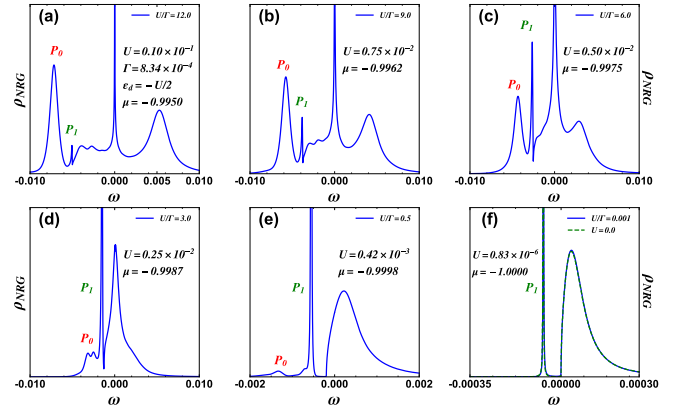 (a)
U/Γ= 12.0
P0
P1
U = 0.10 × 10⁻¹
Γ = 8.34 × 10⁻⁴
εd = −U/2
μ = −0.9950
ρNRG
-0.010
0.000
0.005
0.010
ω
(b)
U/Γ= 9.0
P0
P1
U = 0.75 × 10⁻²
μ = −0.9962
-0.010
0.000
0.010
ω
(c)
U/Γ= 6.0
P1
P0
U = 0.50 × 10⁻²
μ = −0.9975
ρNRG
-0.010
0.000
0.010
ω
(d)
U/Γ= 3.0
U = 0.25 × 10⁻²
μ = −0.9987
P1
P0
ρNRG
-0.010
0.000
0.010
ω
(e)
U/Γ= 0.5
U = 0.42 × 10⁻³
μ = −0.9998
P1
P0
-0.002
0.000
0.002
ω
(f)
U/Γ= 0.001
U= 0.0
U = 0.83 × 10⁻⁶
μ = −1.0000
P1
ρNRG
-0.00035
0.00000
0.00030
ω